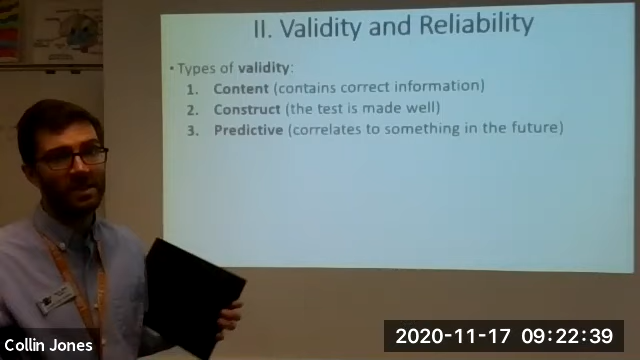 II. Validity and Reliability
• Types of validity:
1. Content (contains correct information)
2. Construct (the test is made well)
3. Predictive (correlates to something in the future)
Collin Jones
2020-11-17 09:22:39